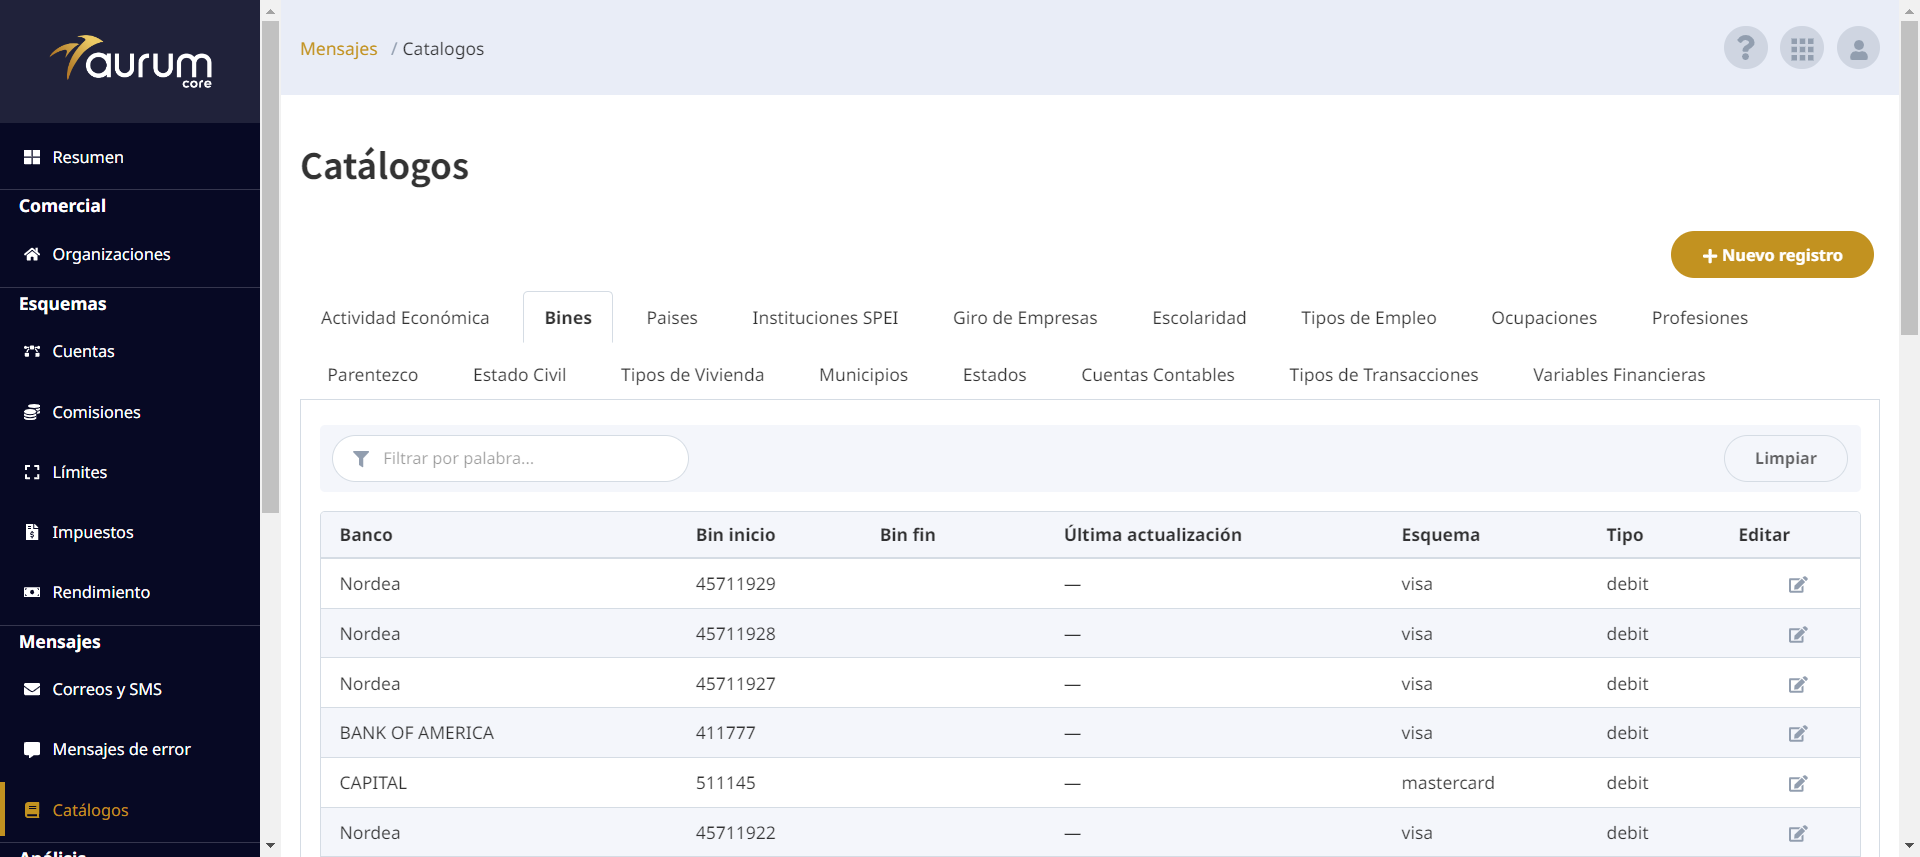 aurum
core
Resumen
Comercial
Organizaciones
Esquemas
Cuentas
Comisiones
Límites
Impuestos
Rendimiento
Mensajes
Correos y SMS
Mensajes de error
Catálogos
Análisis
Mensajes / Catalogos
?
Catálogos
+ Nuevo registro
Actividad Económica Bines Paises Instituciones SPEI Giro de Empresas Escolaridad Tipos de Empleo Ocupaciones Profesiones
Parentezco Estado Civil Tipos de Vivienda Municipios Estados Cuentas Contables Tipos de Transacciones Variables Financieras
Filtrar por palabra... Limpiar
Banco Bin inicio Bin fin Última actualización Esquema Tipo Editar
Nordea 45711929 — visa debit
Nordea 45711928 — visa debit
Nordea 45711927 — visa debit
BANK OF AMERICA 411777 — visa debit
CAPITAL 511145 — mastercard debit
Nordea 45711922 — visa debit